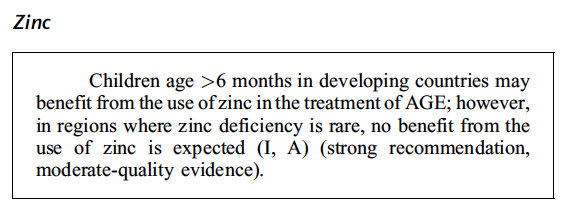 Zinc
Children age >6 months in developing countries may
benefit from the use of zinc in the treatment of AGE; however,
in regions where zinc deficiency is rare, no benefit from the
use of zinc is expected (I, A) (strong recommendation,
moderate-quality evidence).